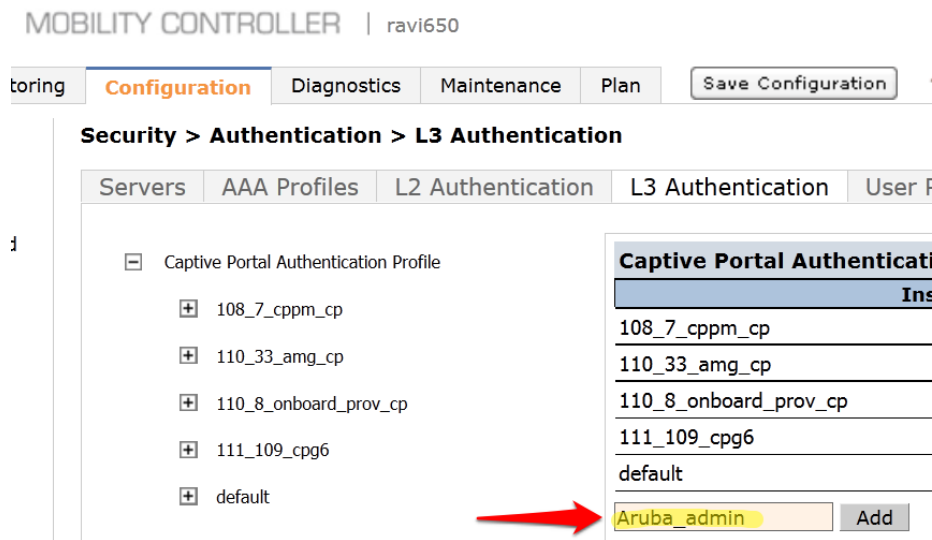 MOBILITY CONTROLLER | ravi650
toring Configuration Diagnostics Maintenance Plan Save Configuration
Security > Authentication > L3 Authentication
Servers AAA Profiles L2 Authentication L3 Authentication User
d
Captive Portal Authentication Profile
108_7_cppm_cp
110_33_amg_cp
110_8_onboard_prov_cp
111_109_cpg6
default
Captive Portal Authenticati
Ins
108_7_cppm_cp
110_33_amg_cp
110_8_onboard_prov_cp
111_109_cpg6
default
Aruba_admin Add